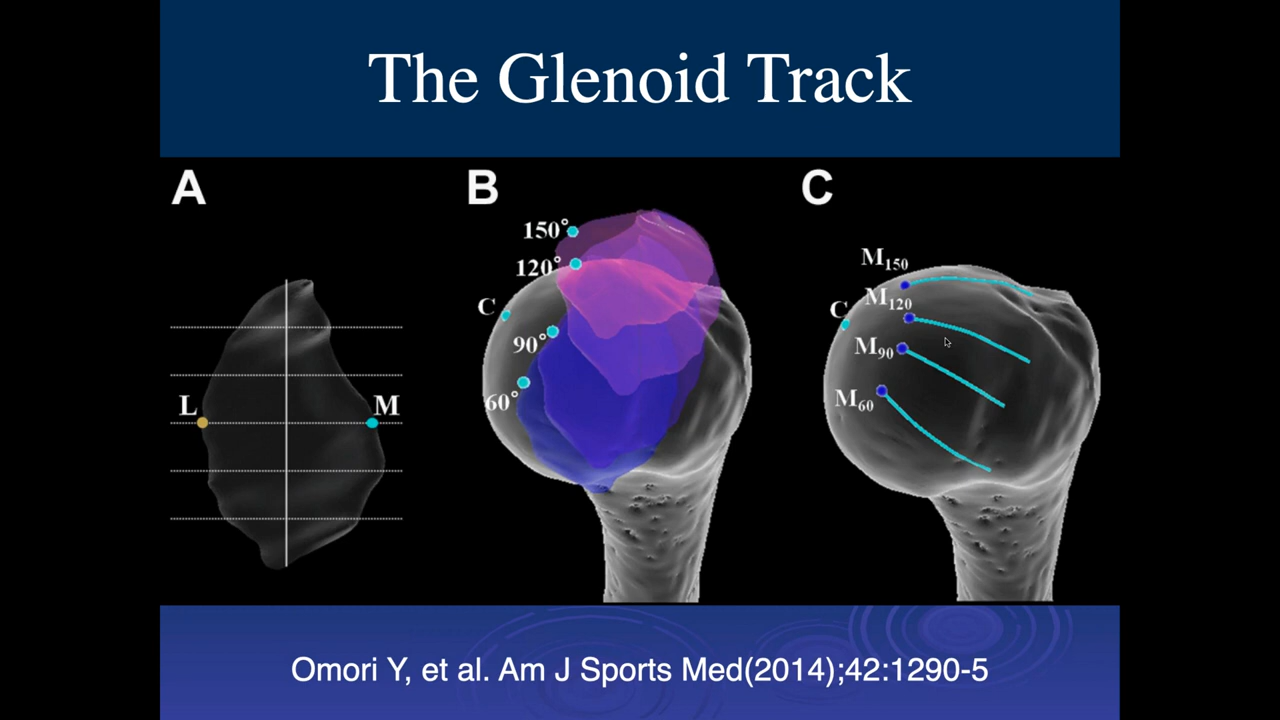 The Glenoid Track
A
B
C
L
M
150°
120°
C
90°
60°
M150
M120
C
M90
M60
Omori Y, et al. Am J Sports Med(2014);42:1290-5